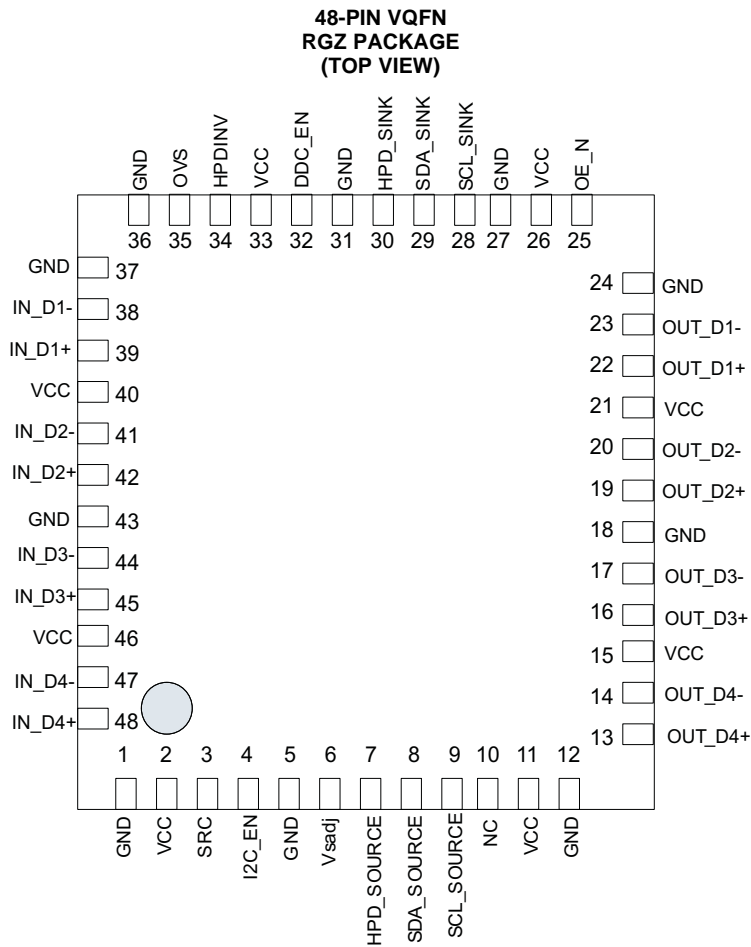 48-PIN VQFN
RGZ PACKAGE
(TOP VIEW)
GND OVS HPDINV VCC DDC_EN GND HPD_SINK SDA_SINK SCL_SINK GND VCC OE_N
36 35 34 33 32 31 30 29 28 27 26 25
GND 37
IN_D1- 38
IN_D1+ 39
VCC 40
IN_D2- 41
IN_D2+ 42
GND 43
IN_D3- 44
IN_D3+ 45
VCC 46
IN_D4- 47
IN_D4+ 48
24 GND
23 OUT_D1-
22 OUT_D1+
21 VCC
20 OUT_D2-
19 OUT_D2+
18 GND
17 OUT_D3-
16 OUT_D3+
15 VCC
14 OUT_D4-
13 OUT_D4+
1 2 3 4 5 6 7 8 9 10 11 12
GND VCC SRC I2C_EN GND Vsadj HPD_SOURCE SDA_SOURCE SCL_SOURCE NC VCC GND